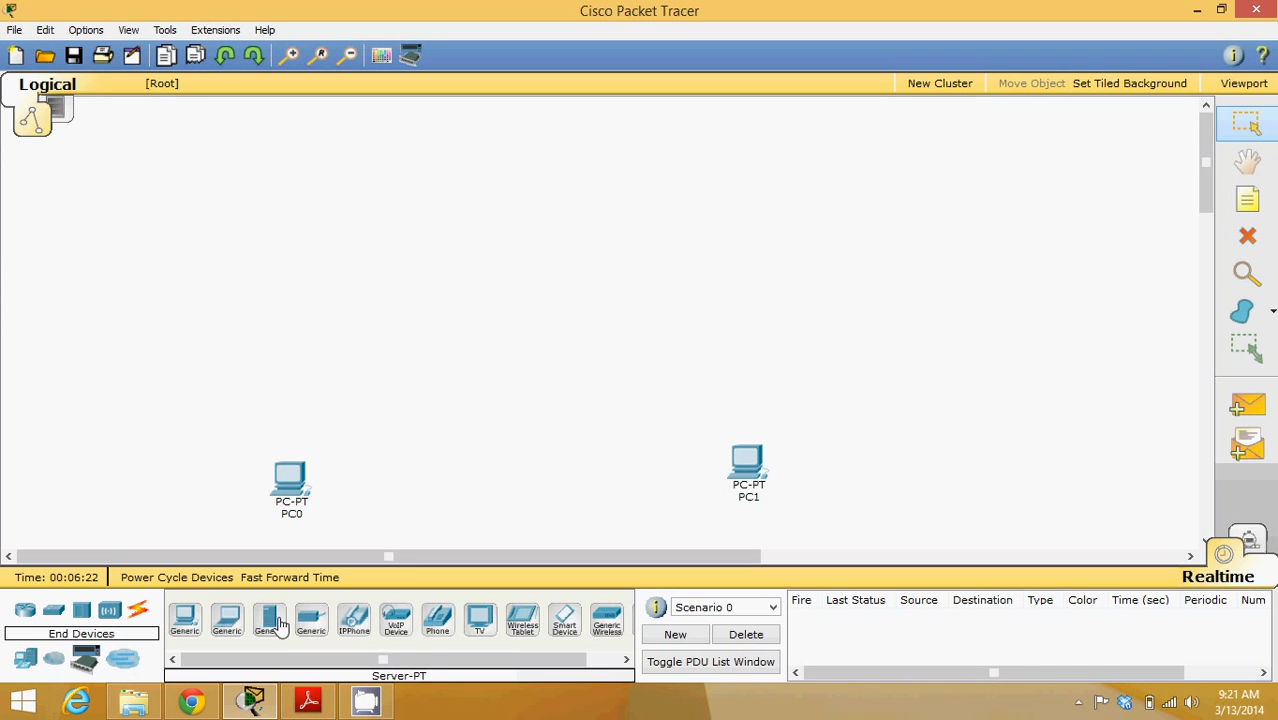 Cisco Packet Tracer
File Edit Options View Tools Extensions Help
Logical [Root] New Cluster Move Object Set Tiled Background Viewport
PC-PT
PC0
PC-PT
PC1
Time: 00:06:22 Power Cycle Devices Fast Forward Time
Realtime
End Devices
Generic
Generic
Generic
IPPhone
VoIP
Device
Phone
TV
Wireless
Tablet
Smart
Device
Generic
Wireless
Server-PT
Scenario 0
New Delete
Toggle PDU List Window
Fire Last Status Source Destination Type Color Time (sec) Periodic Num
9:21 AM
3/13/2014